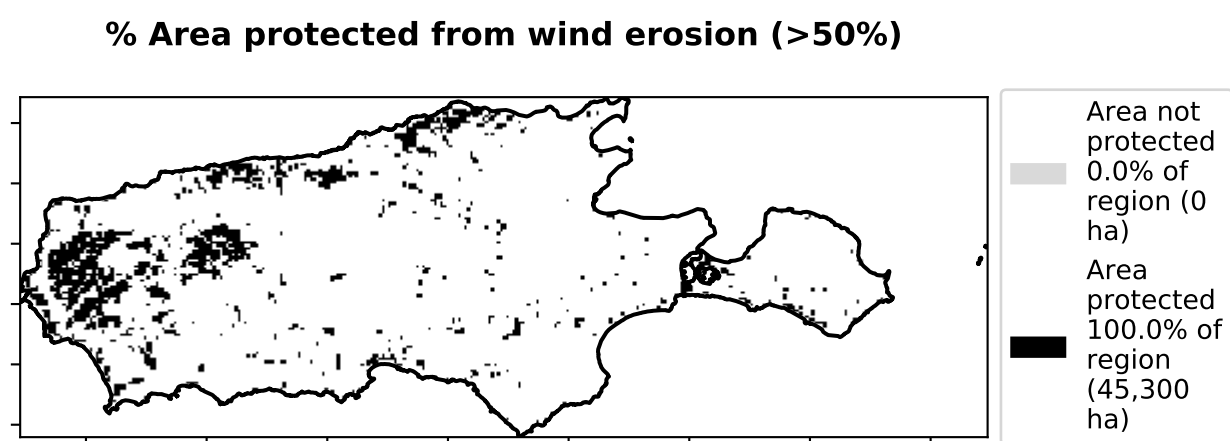 % Area protected from wind erosion (>50%)
Area not
protected
0.0% of
region (0
ha)
Area
protected
100.0% of
region
(45,300
ha)